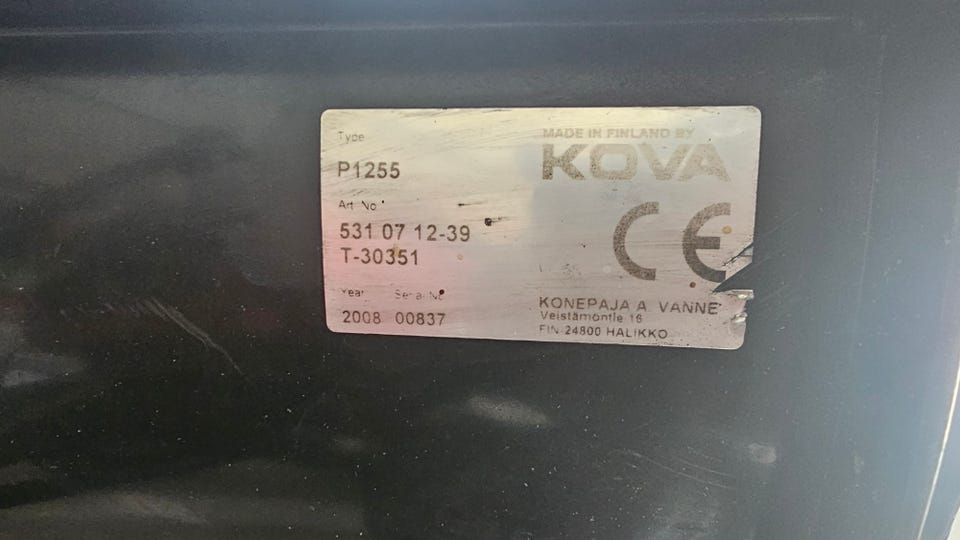 Type
P1255
Art No
531 07 12-39
T-30351
Year Serial No
2008 00837
MADE IN FINLAND BY
KOVA
CE
KONEPAJA A VANNE
Veistämöntie 16
FIN 24800 HALIKKO